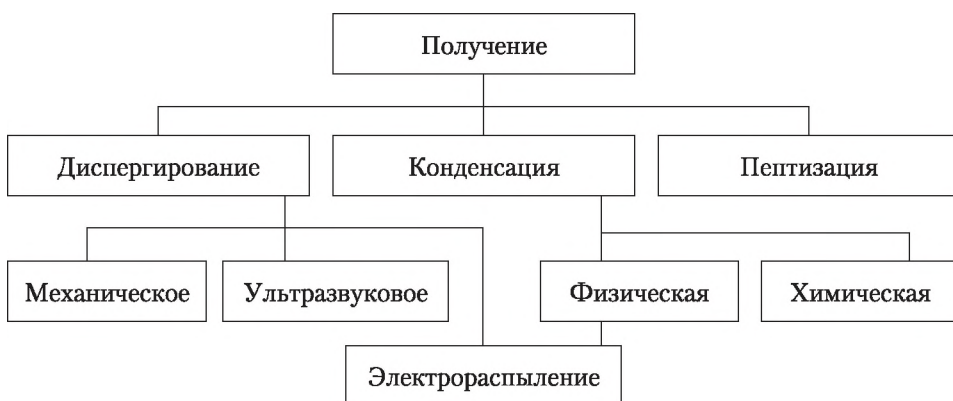 Получение
Диспергирование
Конденсация
Пептизация
Механическое
Ультразвуковое
Физическая
Химическая
Электрораспыление